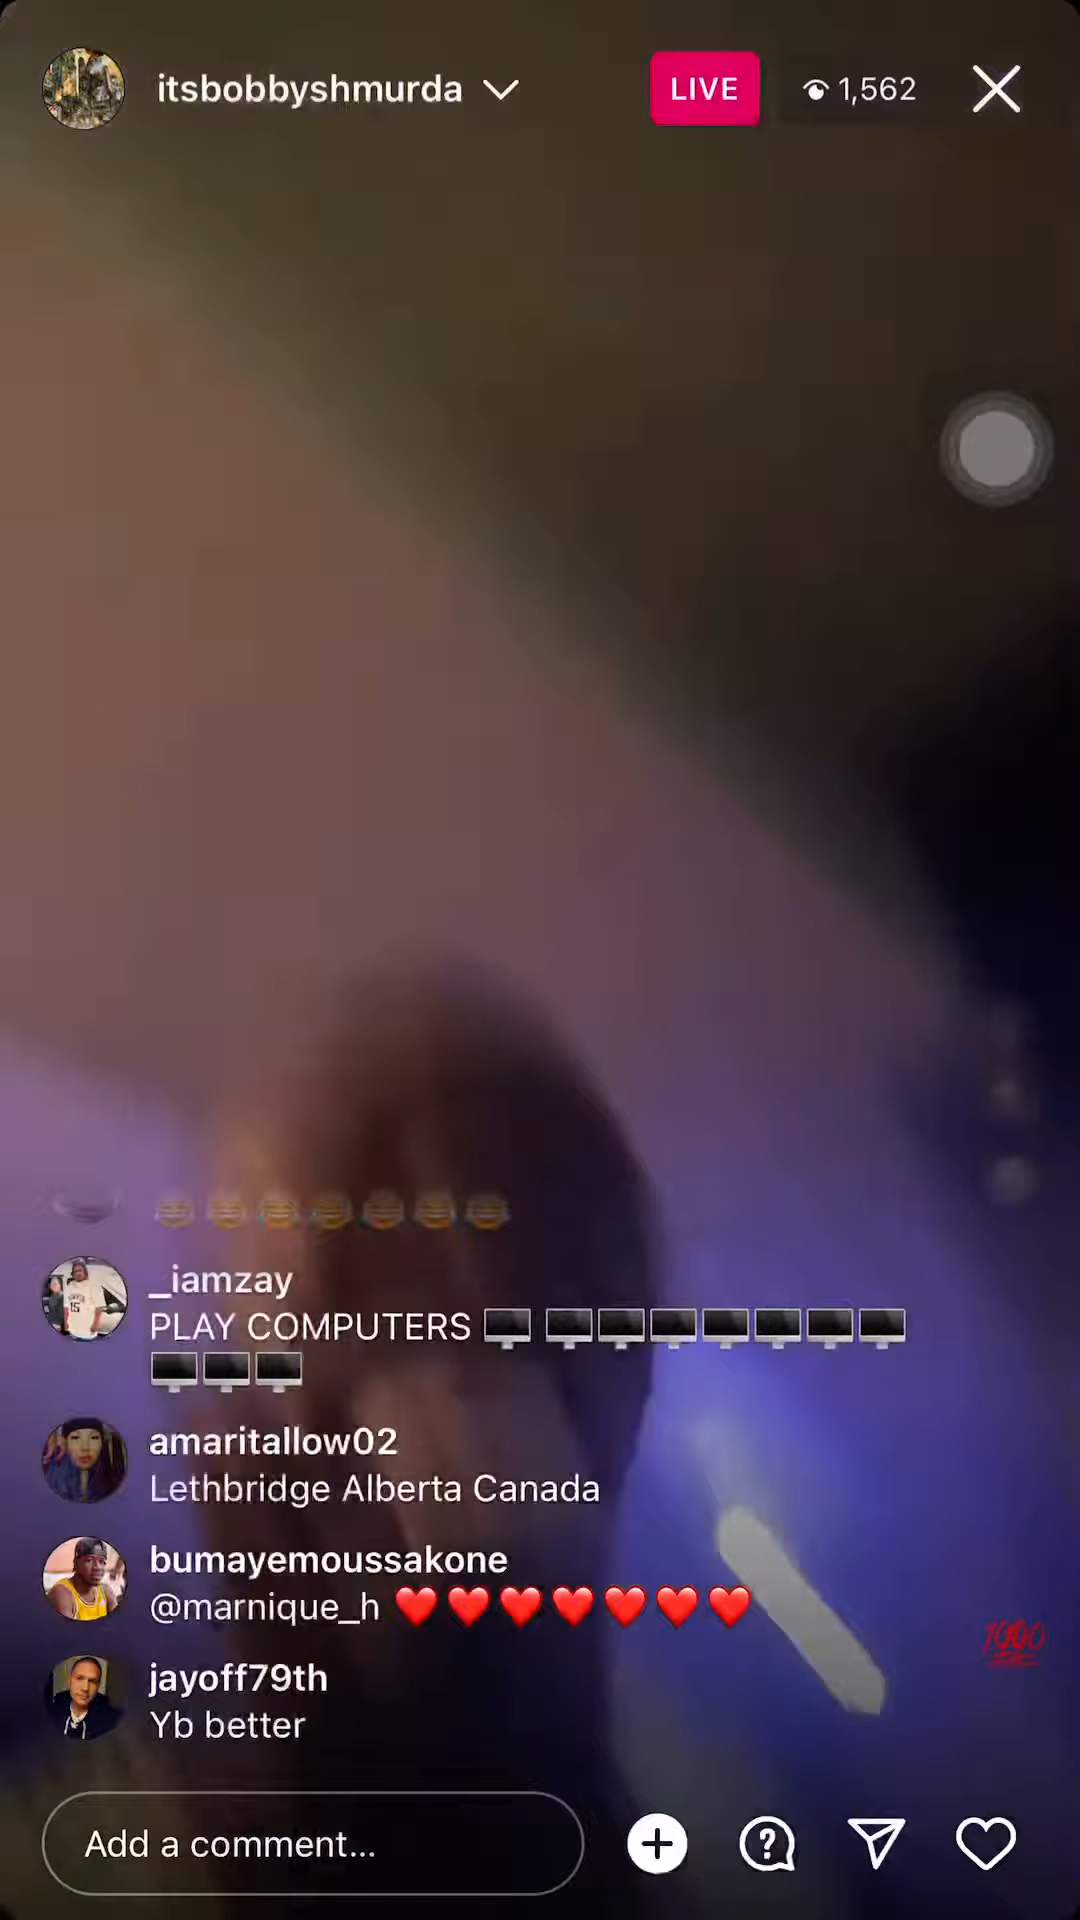 itsbobbyshmurda
LIVE
1,562
_iamzay
PLAY COMPUTERS
amaritallow02
Lethbridge Alberta Canada
bumayemoussakone
@marnique_h
jayoff79th
Yb better
Add a comment...